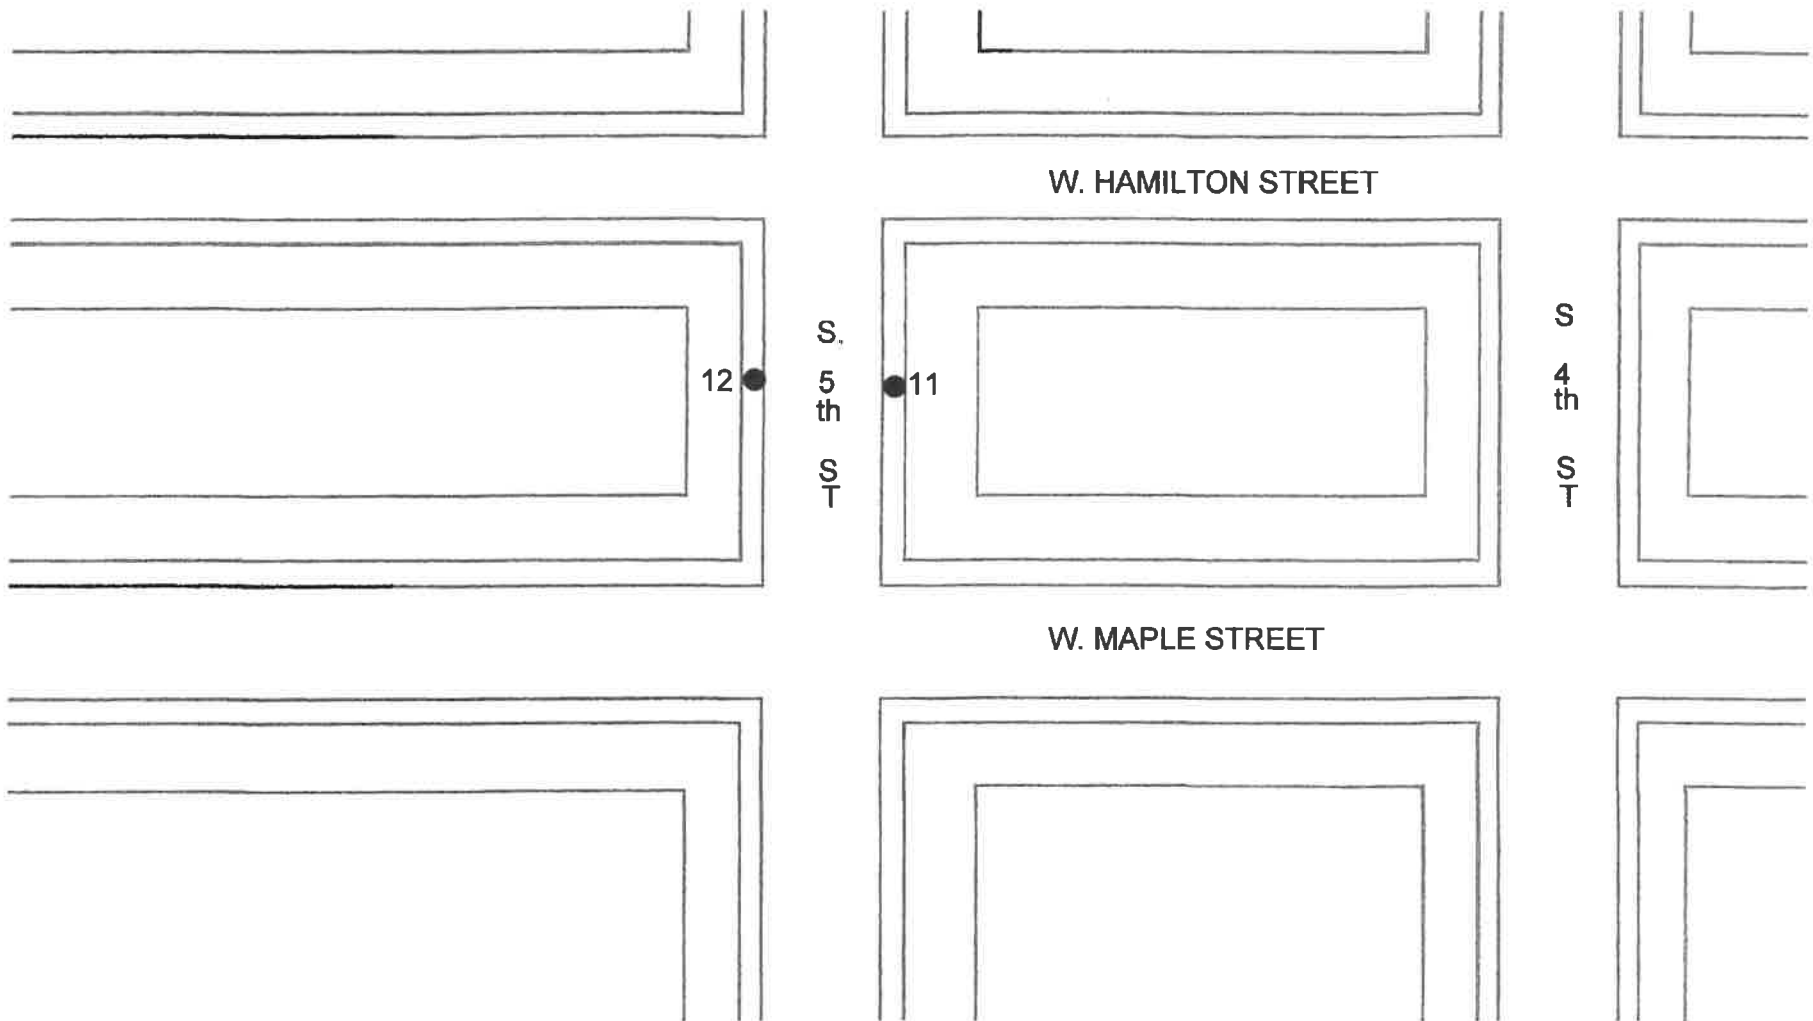 W. HAMILTON STREET
12
S.
5
th
S
T
11
S
4
th
S
T
W. MAPLE STREET